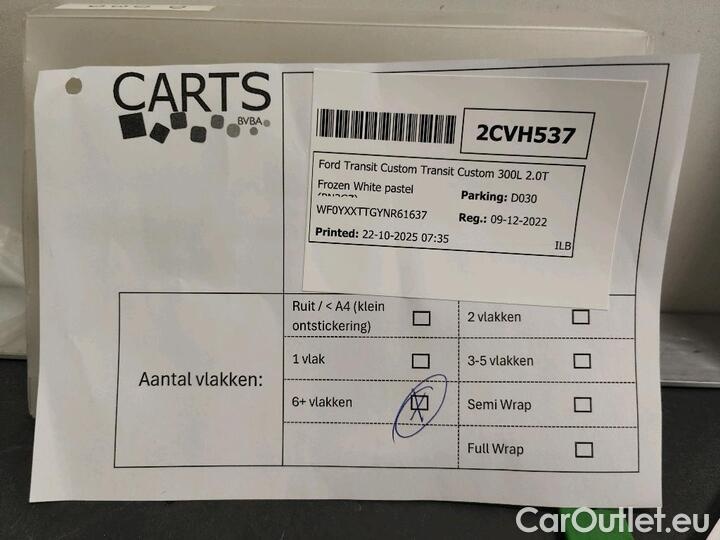 CARTS
BVBA
2CVH537
Ford Transit Custom Transit Custom 300L 2.0T
Frozen White pastel
Parking: D030
WF0YXXTTGYNR61637
Reg.: 09-12-2022
Printed: 22-10-2025 07:35
ILB
Aantal vlakken:
Ruit / < A4 (klein
ontstickering)
2 vlakken
1 vlak
3-5 vlakken
6+ vlakken
X
Semi Wrap
Full Wrap
CarOutlet.eu